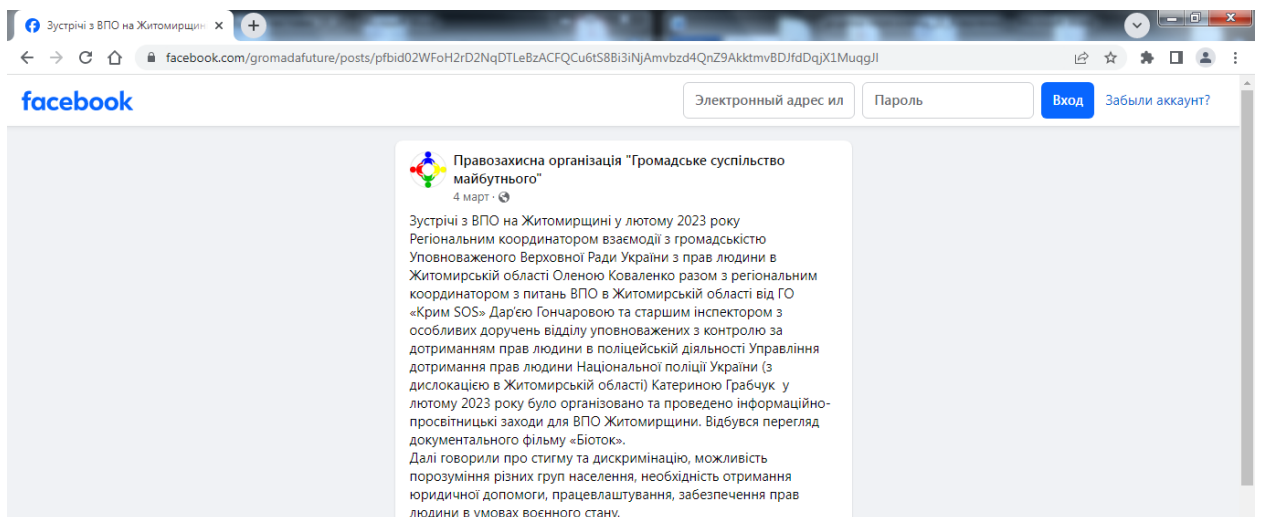 Зустрічі з ВПО на Житомирщин
facebook.com/gromadafuture/posts/pfbid02WFoH2rD2NqDTLeBzACFQCu6tS8Bi3iNjAmvbzd4QnZ9AkktmvBDJfdDqjX1MuqgJl
facebook
Электронный адрес ил
Пароль
Вход
Забыли аккаунт?
Правозахисна організація "Громадське суспільство
майбутнього"
4 март ·
Зустрічі з ВПО на Житомирщині у лютому 2023 року
Регіональним координатором взаємодії з громадськістю
Уповноваженого Верховної Ради України з прав людини в
Житомирській області Оленою Коваленко разом з регіональним
координатором з питань ВПО в Житомирській області від ГО
«Крим SOS» Дар'єю Гончаровою та старшим інспектором з
особливих доручень відділу уповноважених з контролю за
дотриманням прав людини в поліцейській діяльності Управління
дотримання прав людини Національної поліції України (з
дислокацією в Житомирській області) Катериною Грабчук у
лютому 2023 року було організовано та проведено інформаційно-
просвітницькі заходи для ВПО Житомирщини. Відбувся перегляд
документального фільму «Біоток».
Далі говорили про стигму та дискримінацію, можливість
порозуміння різних груп населення, необхідність отримання
юридичної допомоги, працевлаштування, забезпечення прав
людини в умовах воєнного стану.